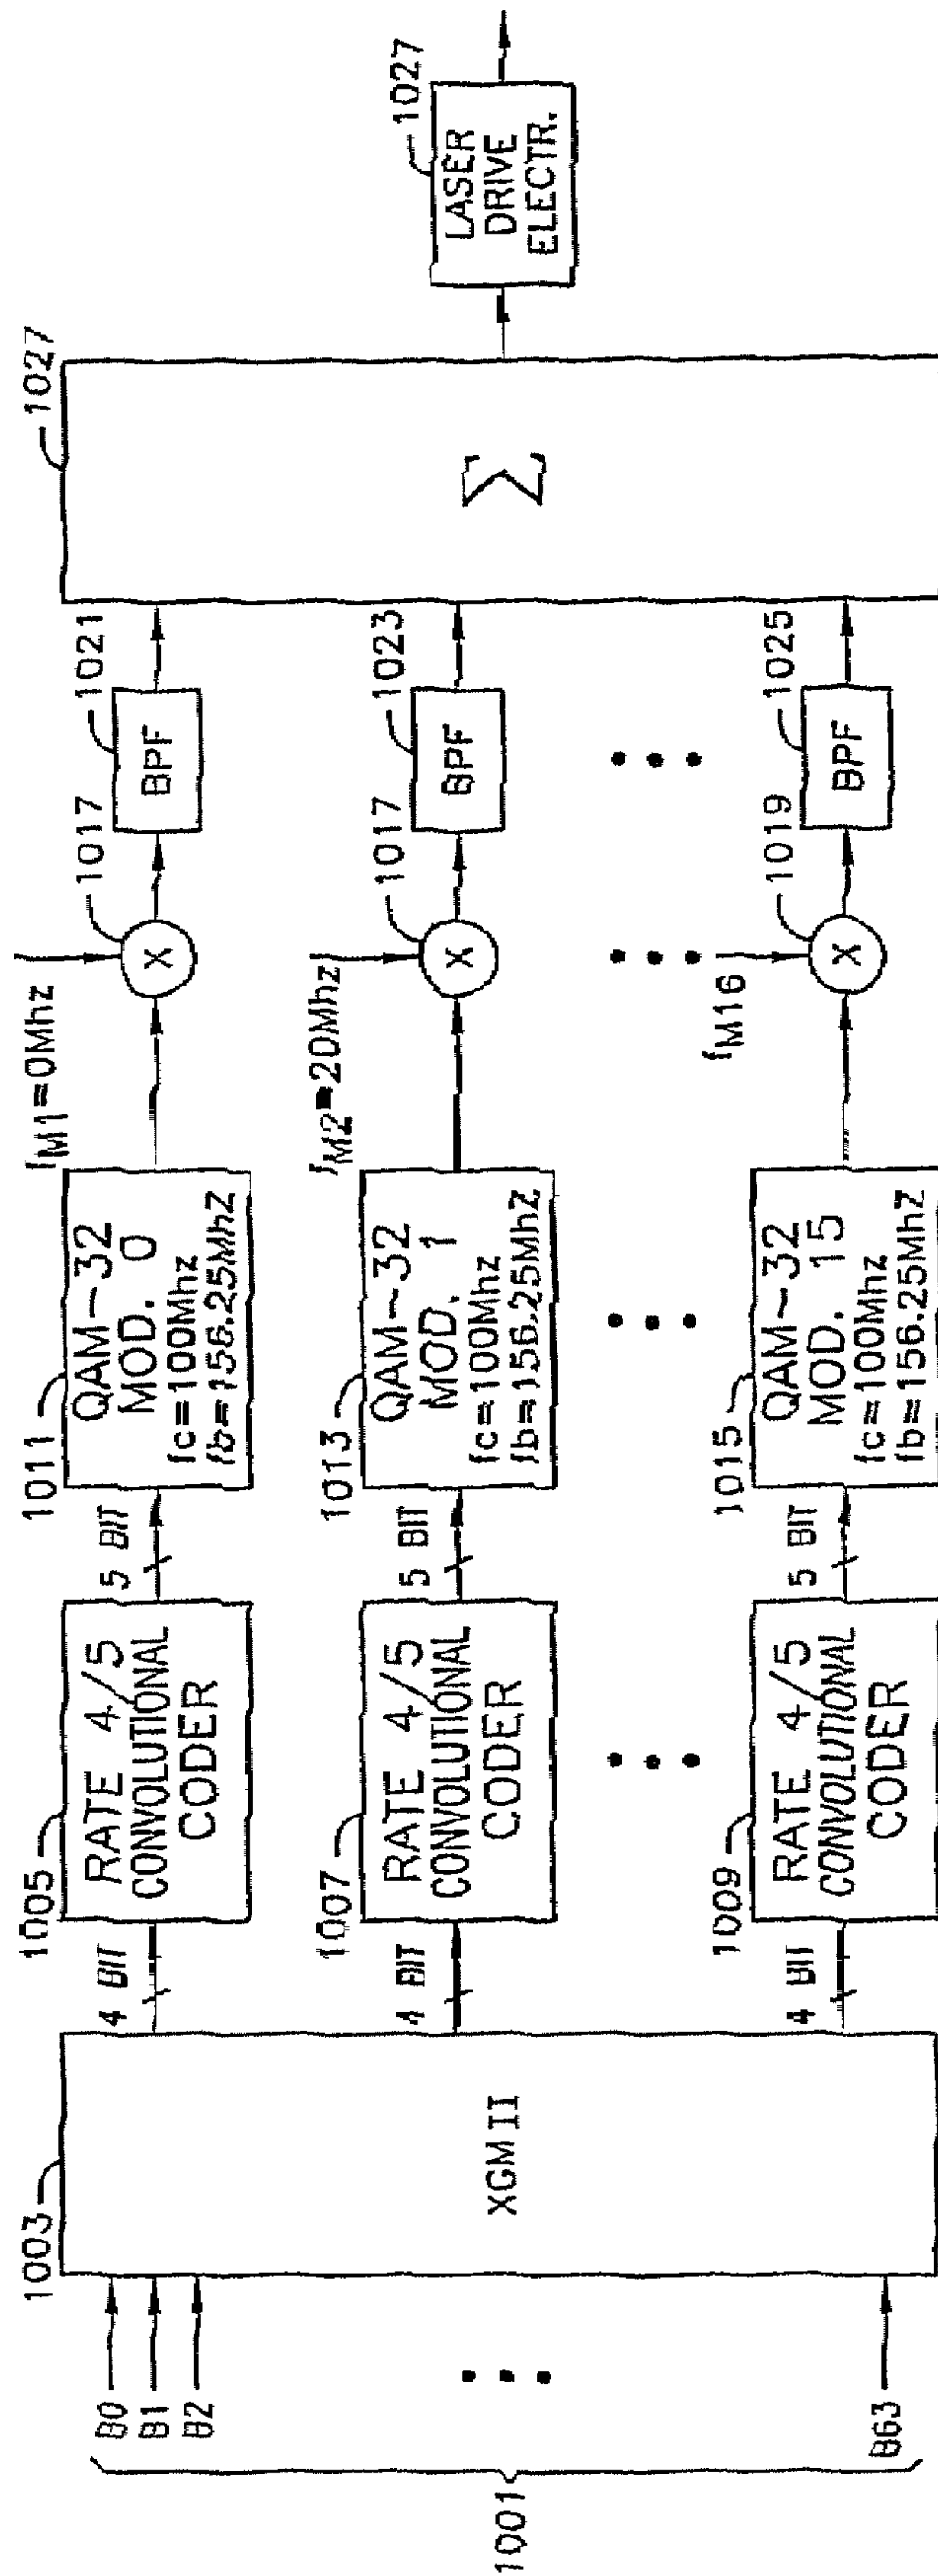 1001
B0
B1
B2
B63
1003
XGMII
4 BIT
4 BIT
4 BIT
1005
RATE 4/5
CONVOLUTIONAL
CODER
1007
RATE 4/5
CONVOLUTIONAL
CODER
1009
RATE 4/5
CONVOLUTIONAL
CODER
5 BIT
5 BIT
5 BIT
1011
QAM~32
MOD. 0
fc=100Mhz
fb=156.25MhZ
1013
QAM~32
MOD. 1
fc=100Mhz
fb=156.25MhZ
1015
QAM~32
MOD. 15
fc=100Mhz
fb=156.25MhZ
fM1=0Mhz
X
1017
fM2=20Mhz
X
1017
fM16
X
1019
BPF
1021
BPF
1023
BPF
1025
Σ
1027
LASER
DRIVE
ELECTR.
1027